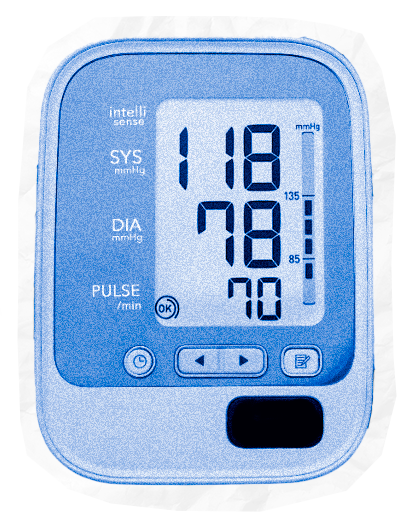 intelli
sense
mmHg
SYS
mmHg
118
135
DIA
mmHg
78
85
PULSE
/min
70
OK